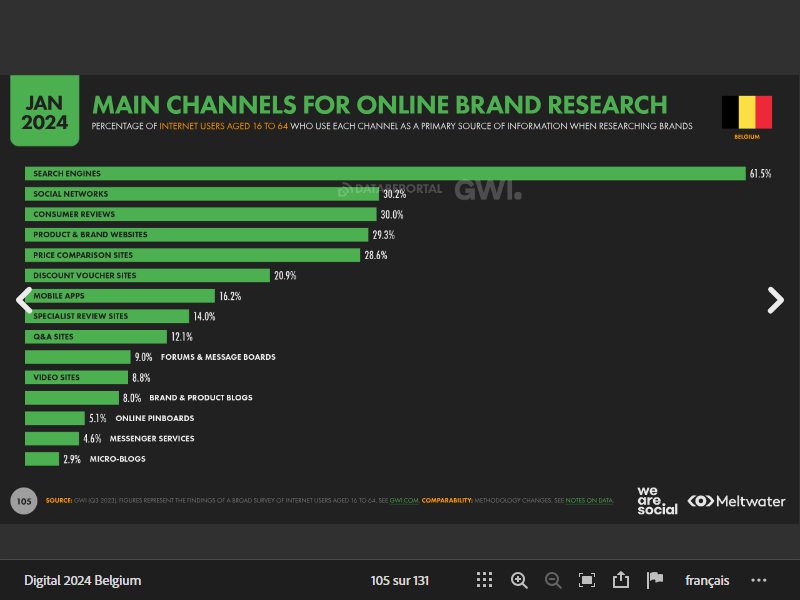 JAN
2024
MAIN CHANNELS FOR ONLINE BRAND RESEARCH
PERCENTAGE OF INTERNET USERS AGED 16 TO 64 WHO USE EACH CHANNEL AS A PRIMARY SOURCE OF INFORMATION WHEN RESEARCHING BRANDS
BELGIUM
SEARCH ENGINES 61.5%
SOCIAL NETWORKS 30.2%
DATAREPORTAL GWI.
CONSUMER REVIEWS 30.0%
PRODUCT & BRAND WEBSITES 29.3%
PRICE COMPARISON SITES 28.6%
DISCOUNT VOUCHER SITES 20.9%
MOBILE APPS 16.2%
SPECIALIST REVIEW SITES 14.0%
Q&A SITES 12.1%
9.0% FORUMS & MESSAGE BOARDS
VIDEO SITES 8.8%
8.0% BRAND & PRODUCT BLOGS
5.1% ONLINE PINBOARDS
4.6% MESSENGER SERVICES
2.9% MICRO-BLOGS
105
SOURCE: GWI (Q3 2023). FIGURES REPRESENT THE FINDINGS OF A BROAD SURVEY OF INTERNET USERS AGED 16 TO 64. SEE GWI.COM. COMPARABILITY: METHODOLOGY CHANGES. SEE NOTES ON DATA.
we
are.
social
Meltwater
Digital 2024 Belgium
105 sur 131
français